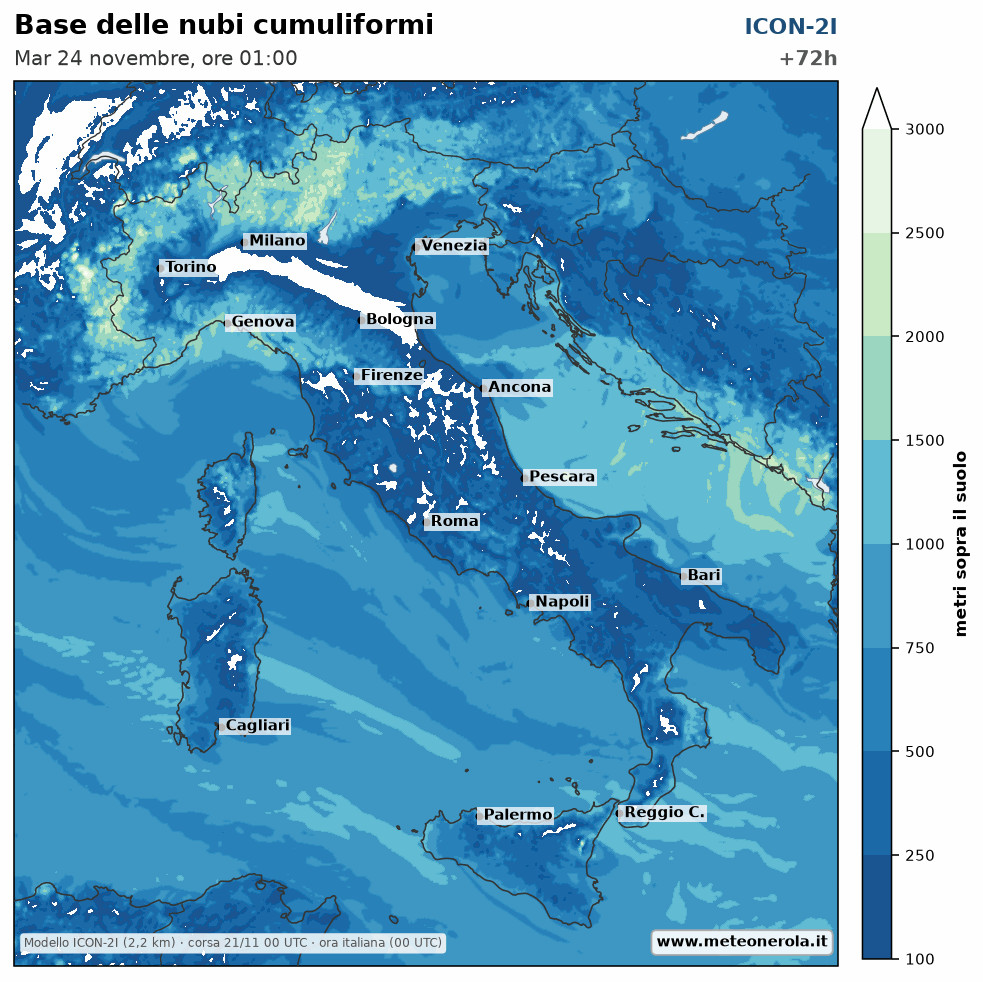 Base delle nubi cumuliformi
ICON-2I
Mar 24 novembre, ore 01:00
+72h
3000
2500
2000
1500
1000
750
500
250
100
metri sopra il suolo
Milano
Venezia
Torino
Genova
Bologna
Firenze
Ancona
Pescara
Roma
Bari
Napoli
Cagliari
Palermo
Reggio C.
Modello ICON-2I (2,2 km) · corsa 21/11 00 UTC · ora italiana (00 UTC)
www.meteonerola.it